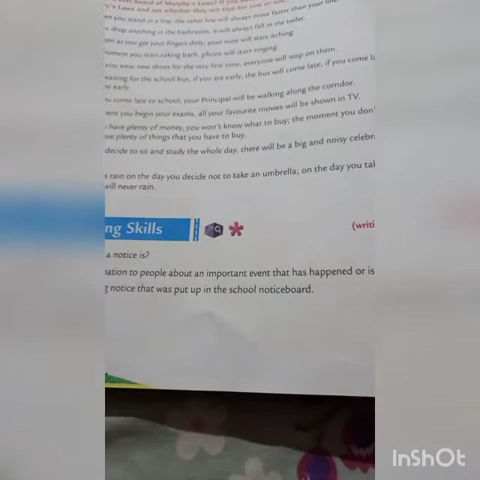 ever heard of Murphy's Laws? If you
y's Laws and see whether they are true for you or not.
en you stand in a line, the other line will always move faster than your line.
u drop anything in the bathroom, it will always fall in the toilet.
on as you get your fingers dirty, your nose will start aching.
moment you start taking bath, phone will start ringing.
you wear new shoes for the very first time, everyone will step on them.
waiting for the school bus, if you are early, the bus will come late; if you come la
e early.
ou come late to school, your Principal will be walking along the corridor.
ent you begin your exams, all your favourite movies will be shown in TV.
have plenty of money, you won't know what to buy; the moment you don'
ve plenty of things that you have to buy.
decide to sit and study the whole day, there will be a big and noisy celebr
s rain on the day you decide not to take an umbrella; on the day you tak
will never rain.
ng Skills
(writi
a notice is?
nation to people about an important event that has happened or is
g notice that was put up in the school noticeboard.
InShOt